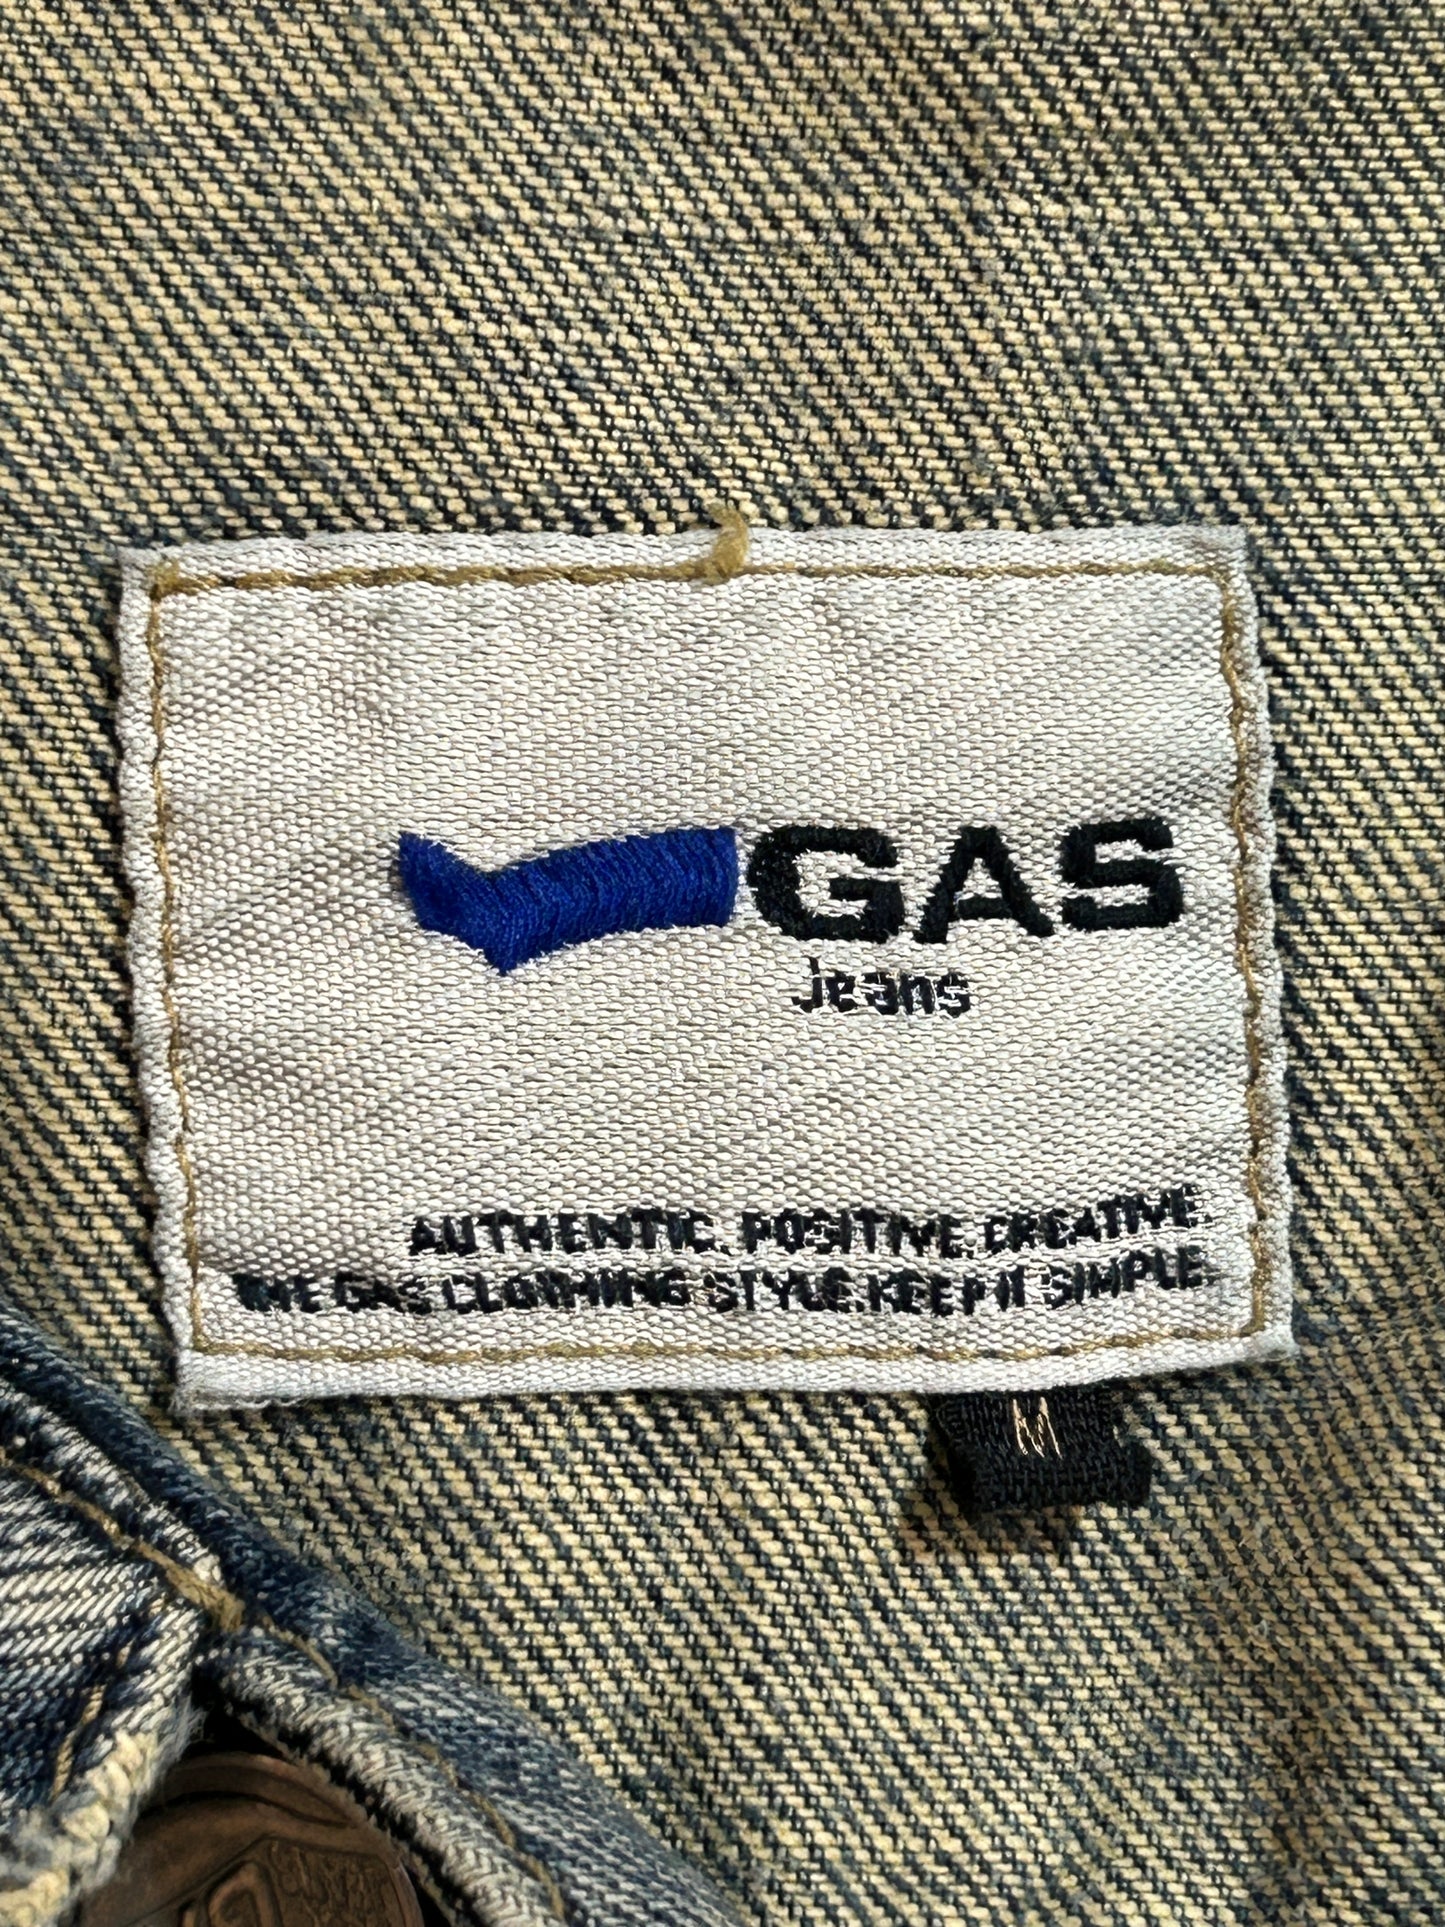 GAS
Jeans
AUTHENTIC. POSITIVE. CREATIVE.
THE GAS CLOTHING STYLE. KEEP IT SIMPLE.
M